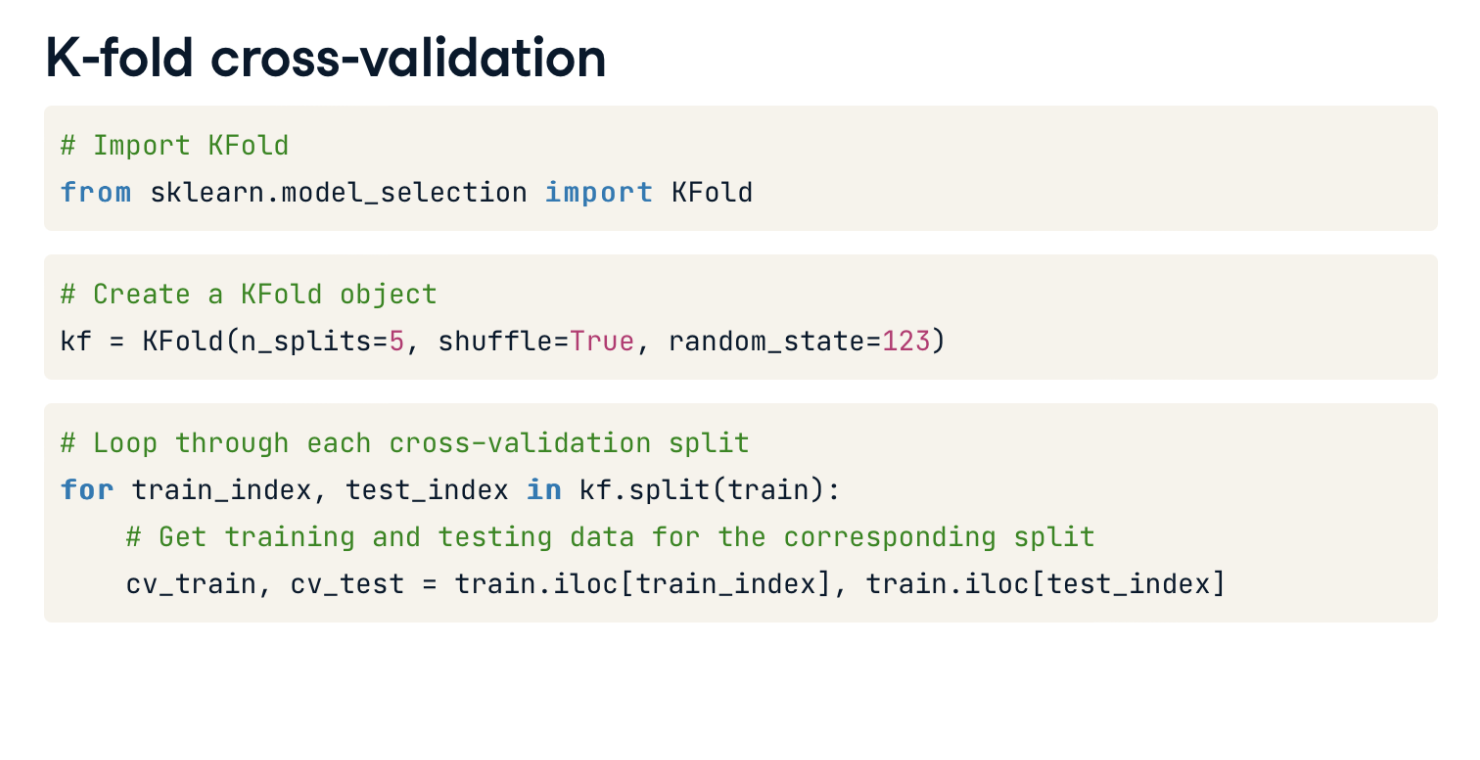 K-fold cross-validation
# Import KFold
from sklearn.model_selection import KFold
# Create a KFold object
kf = KFold(n_splits=5, shuffle=True, random_state=123)
# Loop through each cross-validation split
for train_index, test_index in kf.split(train):
    # Get training and testing data for the corresponding split
    cv_train, cv_test = train.iloc[train_index], train.iloc[test_index]